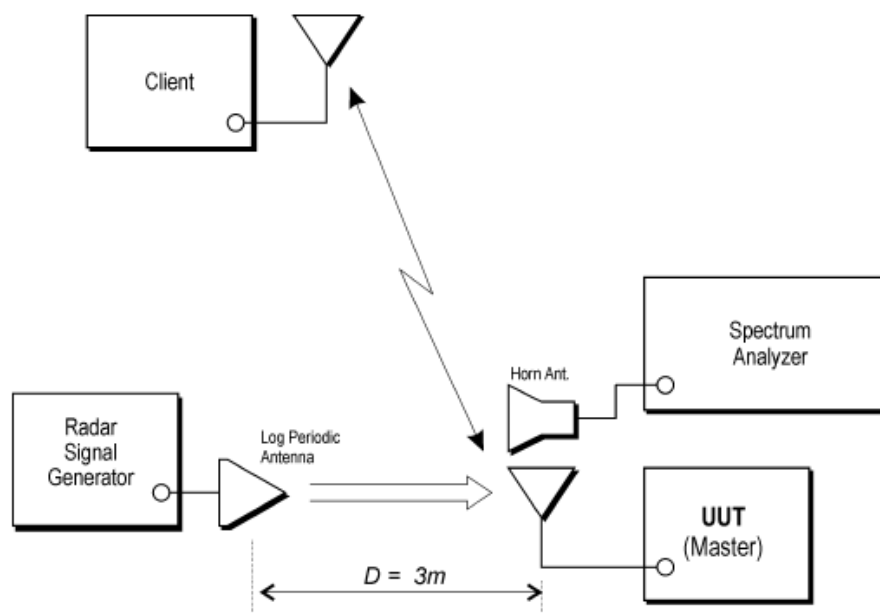 Client
Spectrum
Analyzer
Horn Ant.
Radar
Signal
Generator
Log Periodic
Antenna
UUT
(Master)
D = 3m